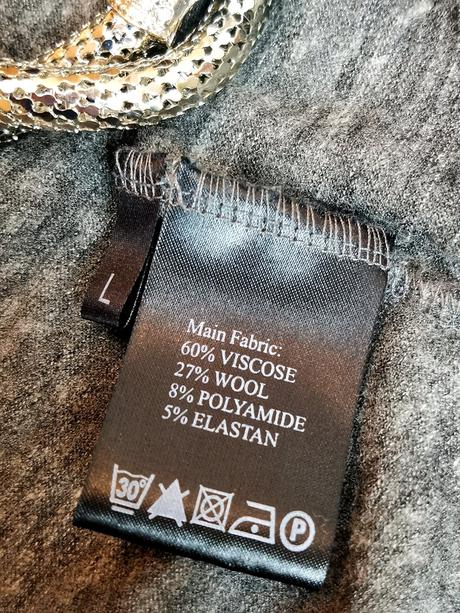 L
Main Fabric:
60% VISCOSE
27% WOOL
8% POLYAMIDE
5% ELASTAN
30°
P